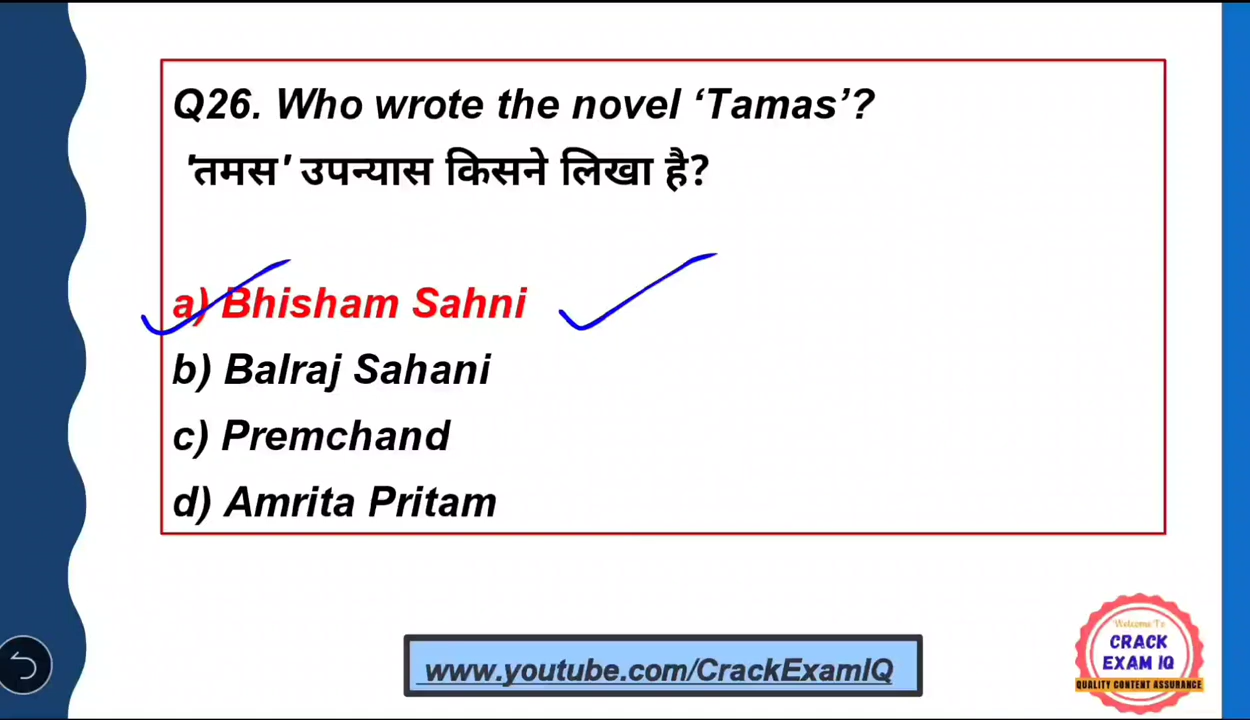 Q26. Who wrote the novel ‘Tamas’?
'तमस' उपन्यास किसने लिखा है?
a) Bhisham Sahni
b) Balraj Sahani
c) Premchand
d) Amrita Pritam
www.youtube.com/CrackExamIQ
Welcome To
CRACK
EXAM IQ
QUALITY CONTENT ASSURANCE